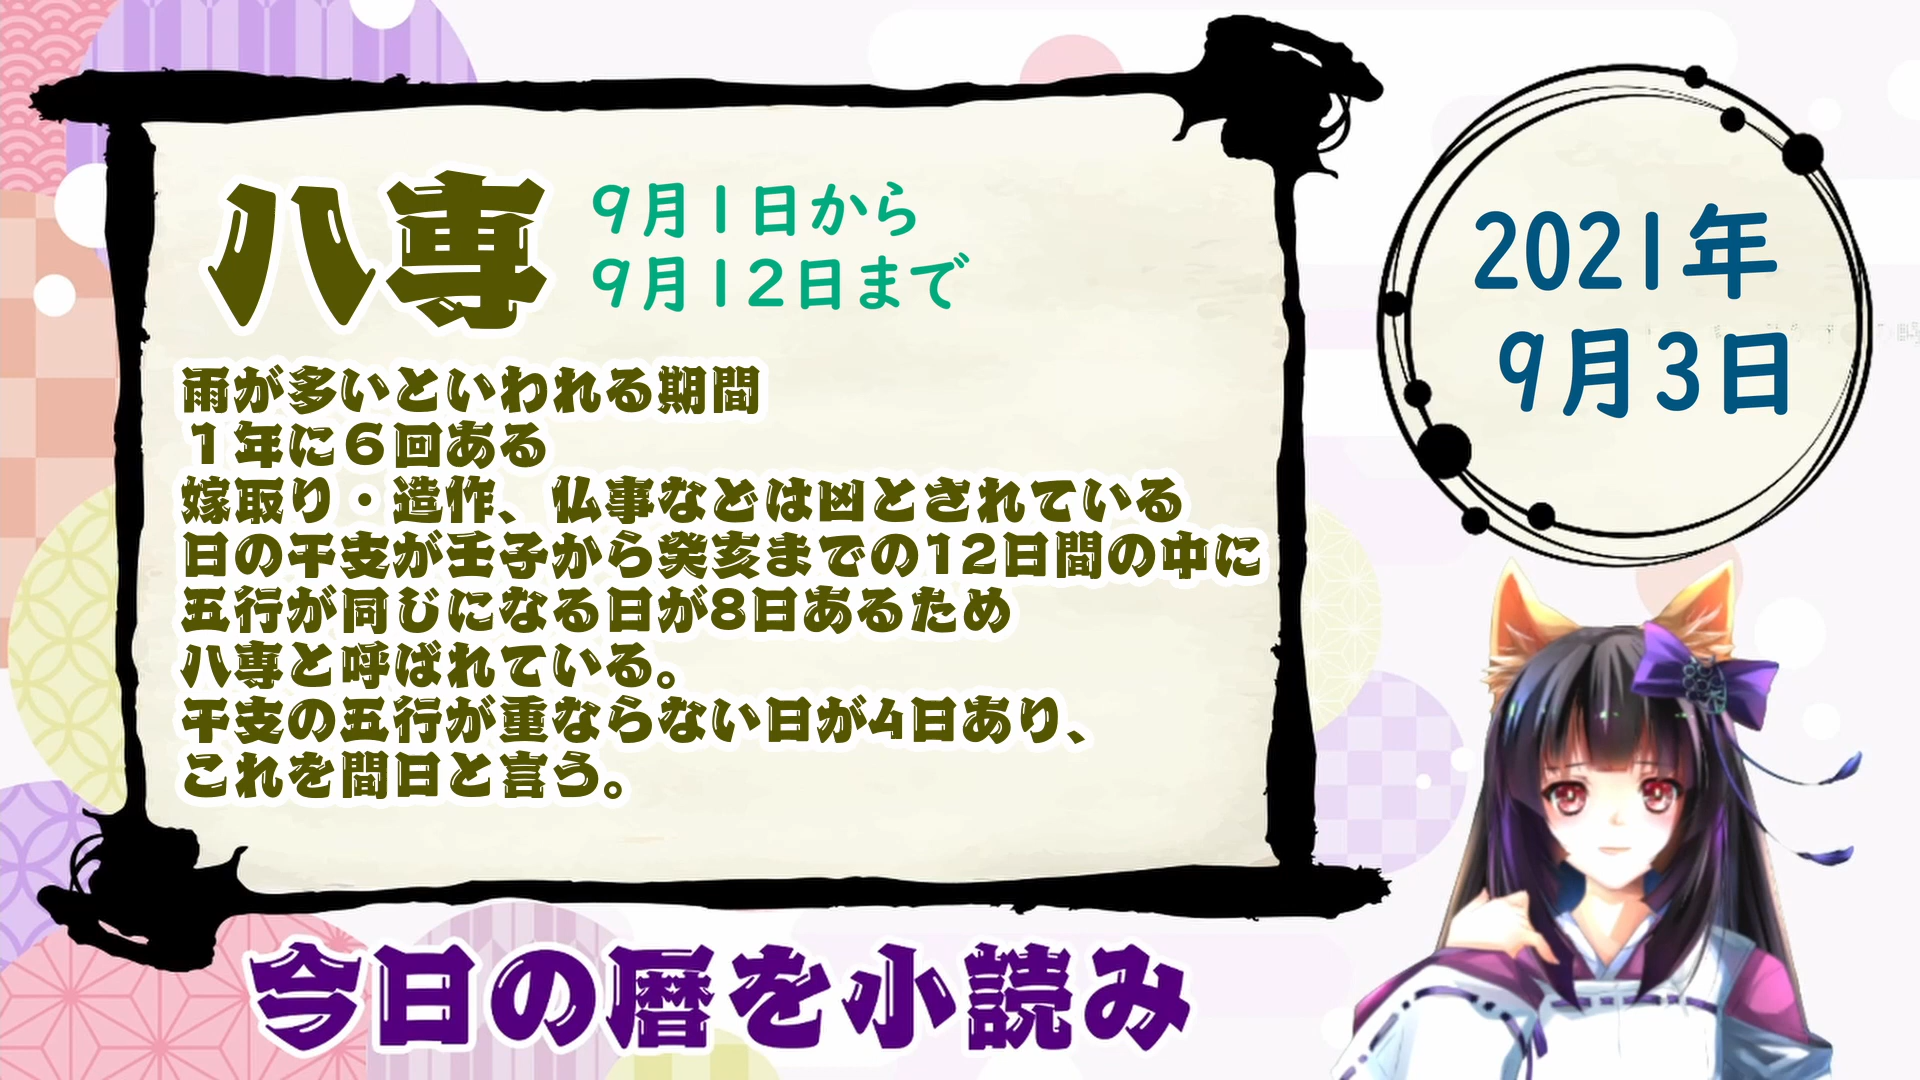 八専
9月1日から
9月12日まで
雨が多いといわれる期間
１年に６回ある
嫁取り・造作、仏事などは凶とされている
日の干支が壬子から癸亥までの12日間の中に
五行が同じになる日が8日あるため
八専と呼ばれている。
干支の五行が重ならない日が4日あり、
これを間日と言う。
2021年
9月3日
今日の暦を小読み